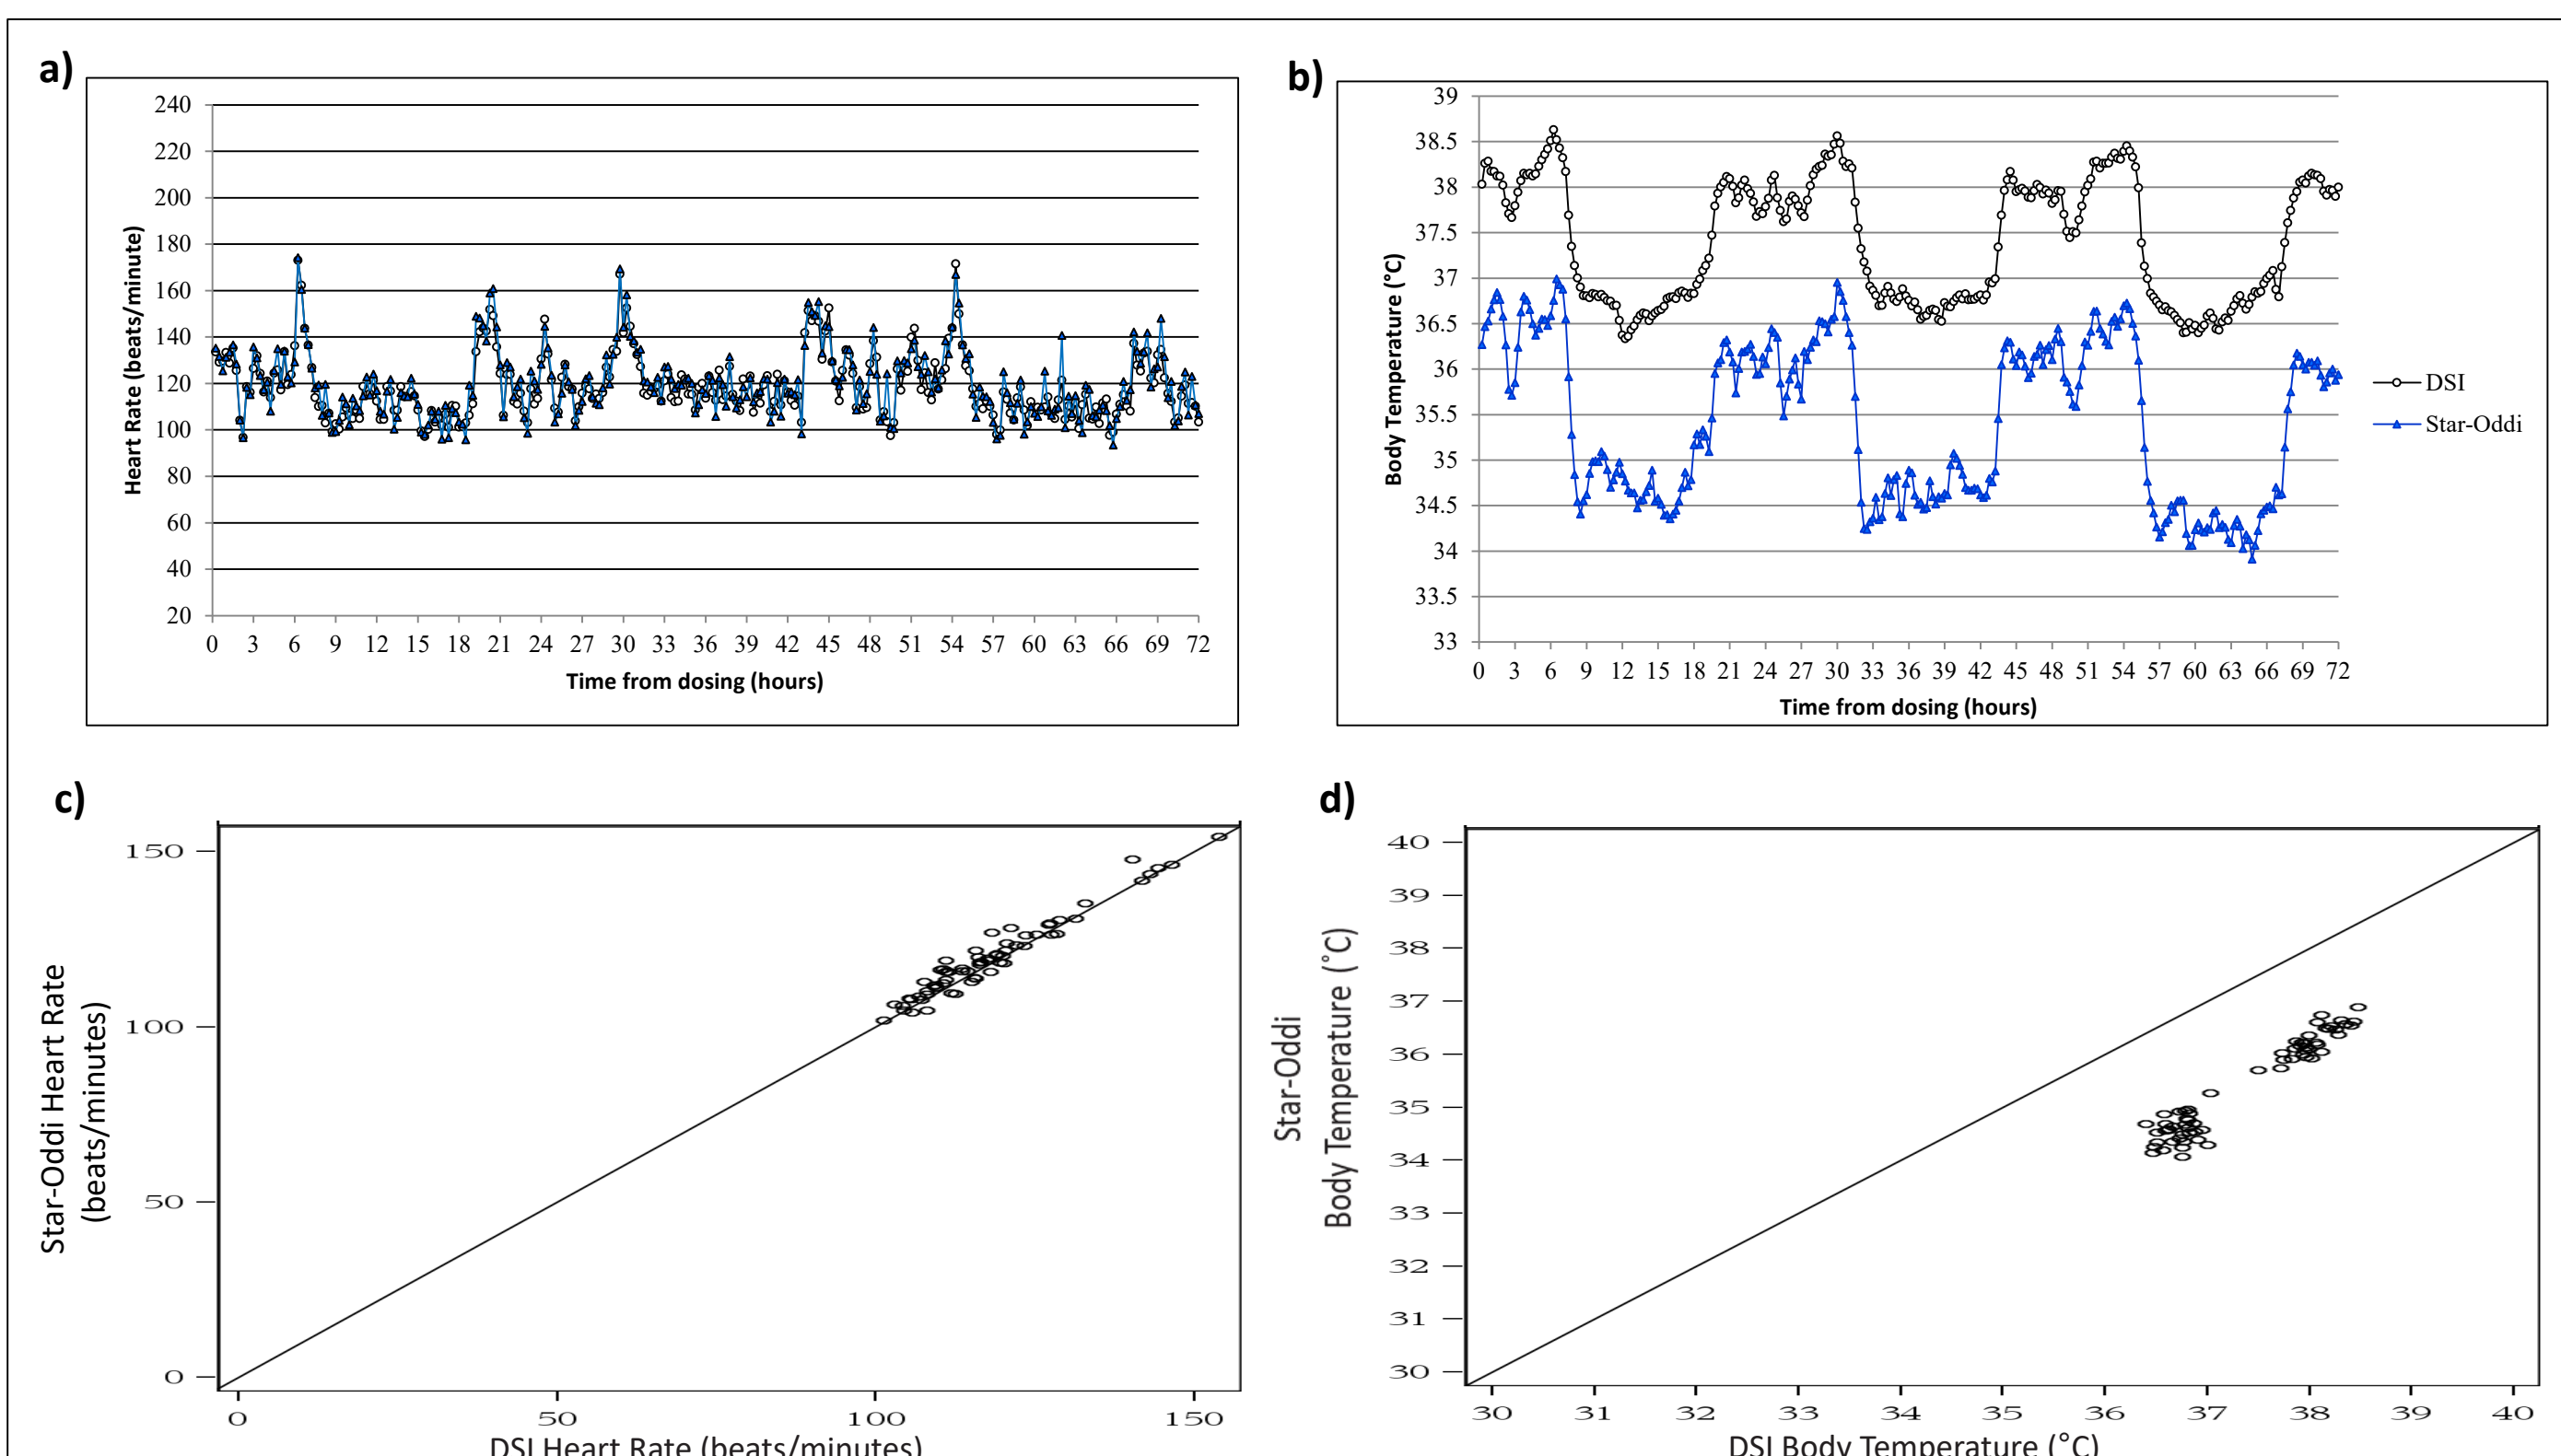 a)
240
220
200
180
160
140
120
100
80
60
40
20
Heart Rate (beats/minute)
0 3 6 9 12 15 18 21 24 27 30 33 36 39 42 45 48 51 54 57 60 63 66 69 72
Time from dosing (hours)
b)
39
38.5
38
37.5
37
36.5
36
35.5
35
34.5
34
33.5
33
Body Temperature (°C)
0 3 6 9 12 15 18 21 24 27 30 33 36 39 42 45 48 51 54 57 60 63 66 69 72
Time from dosing (hours)
DSI
Star-Oddi
c)
150
100
50
0
Star-Oddi Heart Rate
(beats/minutes)
0 50 100 150
DSI Heart Rate (beats/minutes)
d)
40
39
38
37
36
35
34
33
32
31
30
Star-Oddi
Body Temperature (°C)
30 31 32 33 34 35 36 37 38 39 40
DSI Body Temperature (°C)